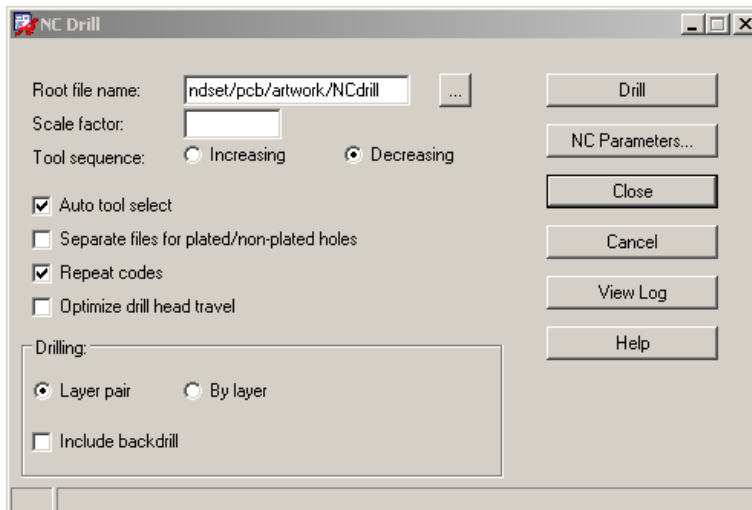 NC Drill
Root file name: ndset/pcb/artwork/NCdrill ... Drill
Scale factor:
NC Parameters...
Tool sequence: Increasing Decreasing
Close
Auto tool select
Separate files for plated/non-plated holes Cancel
Repeat codes
View Log
Optimize drill head travel
Drilling: Help
Layer pair By layer
Include backdrill